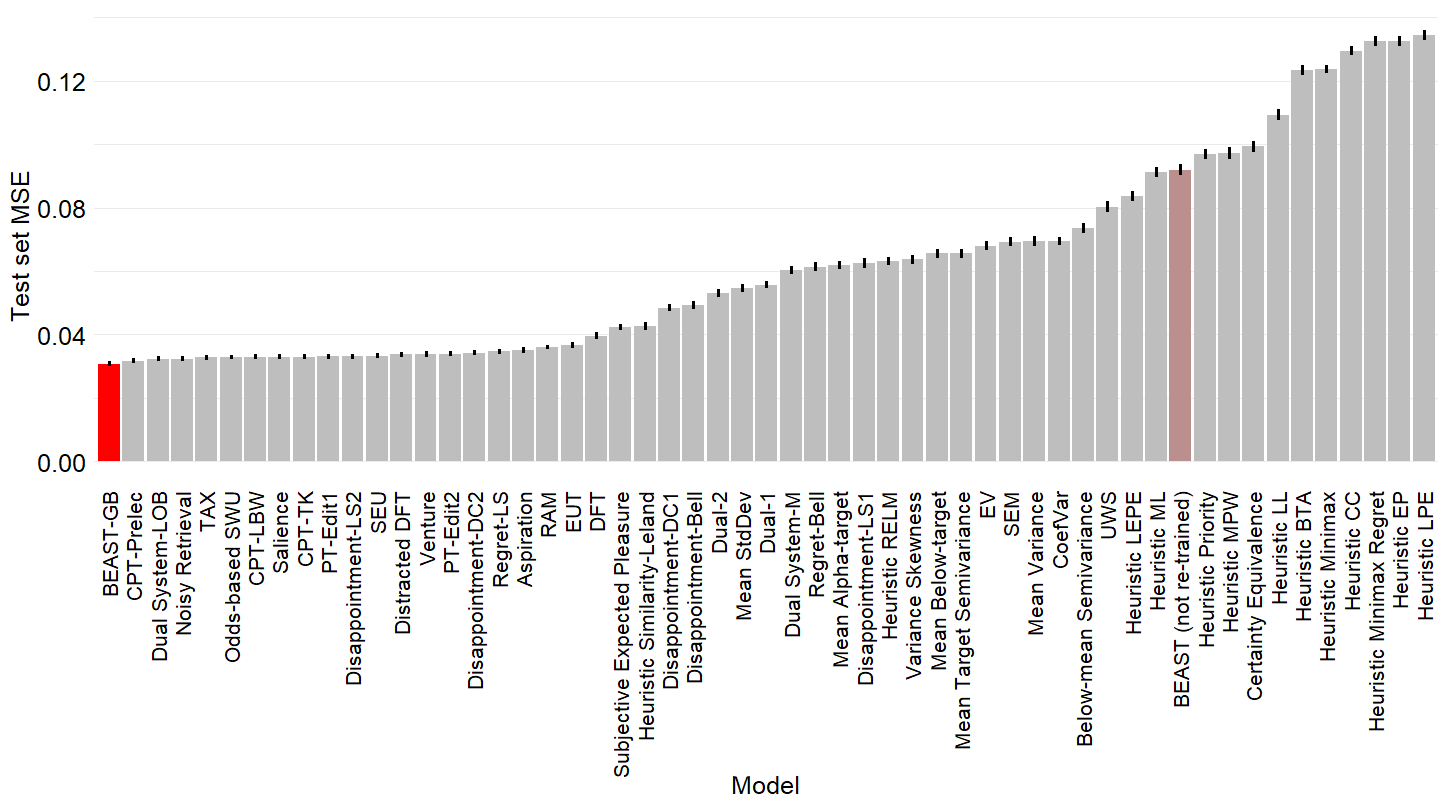 Test set MSE
0.12
0.08
0.04
0.00
BEAST-GB
CPT-Prelec
Dual System-LOB
Noisy Retrieval
TAX
Odds-based SWU
CPT-LBW
Salience
CPT-TK
PT-Edit1
Disappointment-LS2
SEU
Distracted DFT
Venture
PT-Edit2
Disappointment-DC2
Regret-LS
Aspiration
RAM
EUT
DFT
Subjective Expected Pleasure
Heuristic Similarity-Leland
Disappointment-DC1
Disappointment-Bell
Dual-2
Mean StdDev
Dual-1
Dual System-M
Regret-Bell
Mean Alpha-target
Disappointment-LS1
Heuristic RELM
Variance Skewness
Mean Below-target
Mean Target Semivariance
EV
SEM
Mean Variance
CoefVar
Below-mean Semivariance
UWS
Heuristic LEPE
Heuristic ML
BEAST (not re-trained)
Heuristic Priority
Heuristic MPW
Certainty Equivalence
Heuristic LL
Heuristic BTA
Heuristic Minimax
Heuristic CC
Heuristic Minimax Regret
Heuristic EP
Heuristic LPE
Model